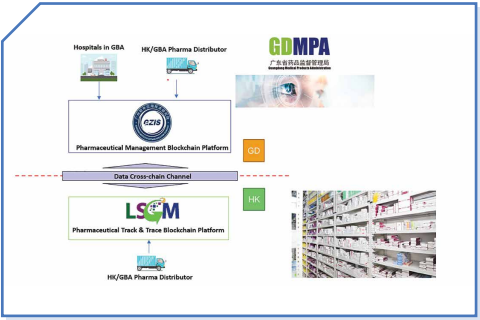 Hospitals in GBA
HK/GBA Pharma Distributor
GDMPA
广东省药品监督管理局
Guangdong Medical Products Administration
GZIS
Pharmaceutical Management Blockchain Platform
GD
Data Cross-chain Channel
HK
LSCM
Pharmaceutical Track & Trace Blockchain Platform
HK/GBA Pharma Distributor